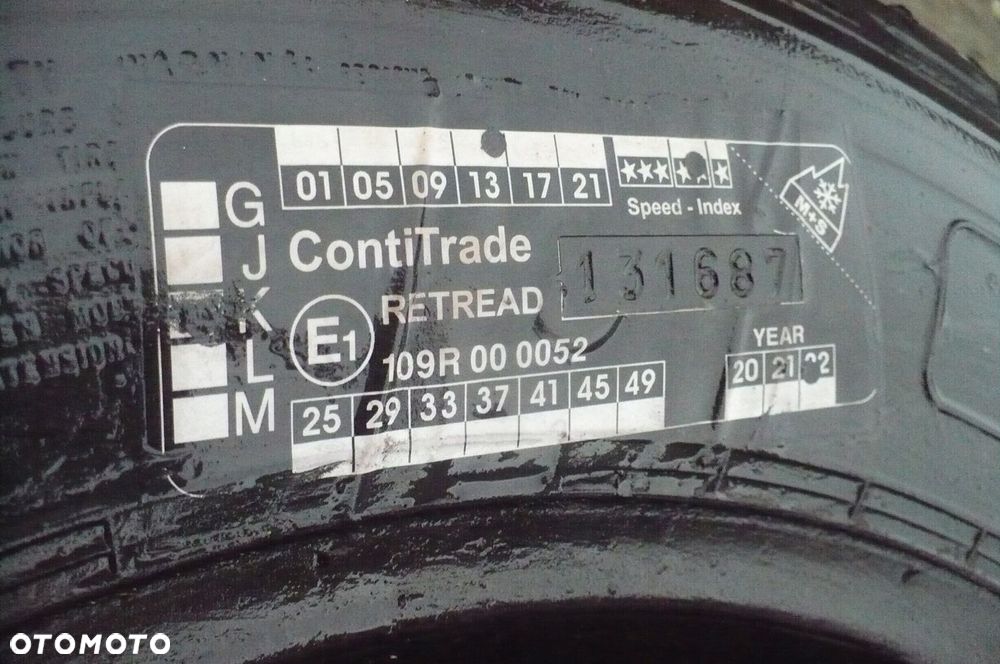 01 05 09 13 17 21
★★★ ★★ ★
Speed - Index
M+S
G
J
K
L
M
ContiTrade
131687
RETREAD
E1
109R 00 0052
25 29 33 37 41 45 49
YEAR
20 21 22
OTOMOTO